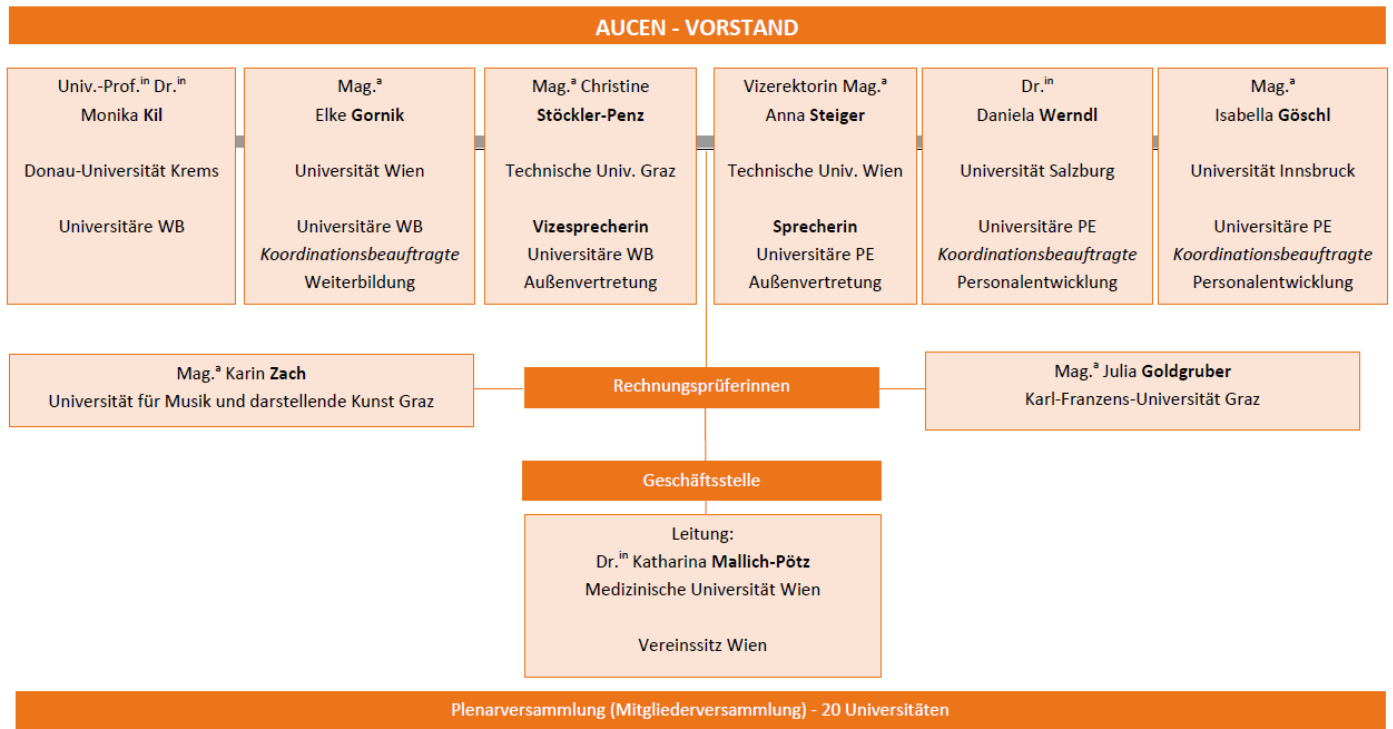 AUCEN - VORSTAND
Univ.-Prof.in Dr.in
Monika Kil
Donau-Universität Krems
Universitäre WB
Mag.a
Elke Gornik
Universität Wien
Universitäre WB
Koordinationsbeauftragte
Weiterbildung
Mag.a Christine
Stöckler-Penz
Technische Univ. Graz
Vizesprecherin
Universitäre WB
Außenvertretung
Vizerektorin Mag.a
Anna Steiger
Technische Univ. Wien
Sprecherin
Universitäre PE
Außenvertretung
Dr.in
Daniela Werndl
Universität Salzburg
Universitäre PE
Koordinationsbeauftragte
Personalentwicklung
Mag.a
Isabella Göschl
Universität Innsbruck
Universitäre PE
Koordinationsbeauftragte
Personalentwicklung
Mag.a Karin Zach
Universität für Musik und darstellende Kunst Graz
Rechnungsprüferinnen
Mag.a Julia Goldgruber
Karl-Franzens-Universität Graz
Geschäftsstelle
Leitung:
Dr.in Katharina Mallich-Pötz
Medizinische Universität Wien
Vereinssitz Wien
Plenarversammlung (Mitgliederversammlung) - 20 Universitäten